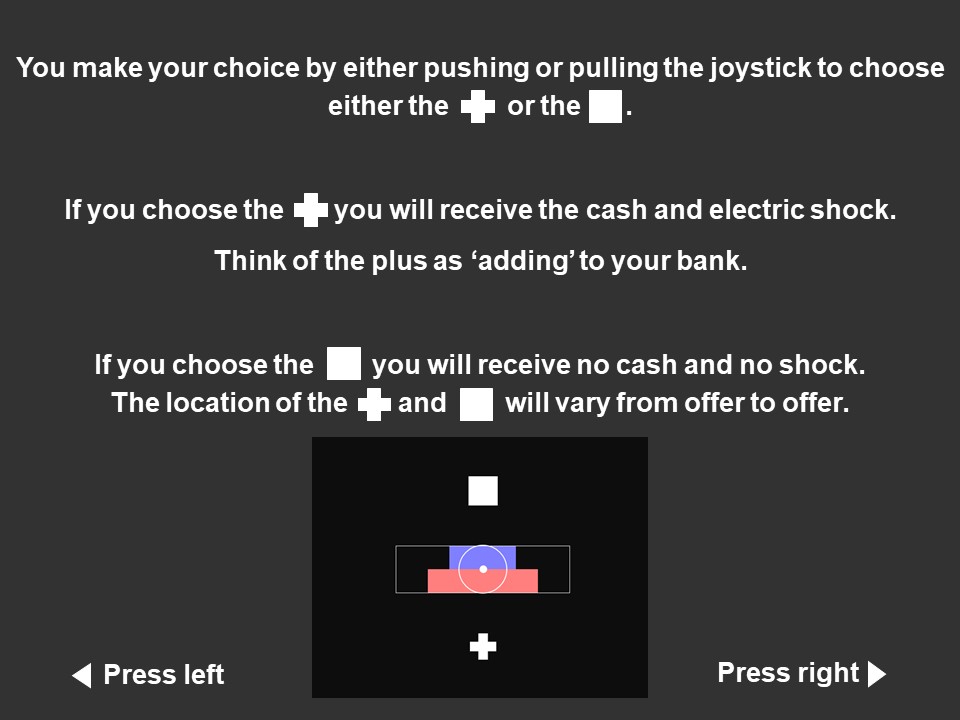 You make your choice by either pushing or pulling the joystick to choose
either the or the .
If you choose the you will receive the cash and electric shock.
Think of the plus as ‘adding’ to your bank.
If you choose the you will receive no cash and no shock.
The location of the and will vary from offer to offer.
Press left
Press right